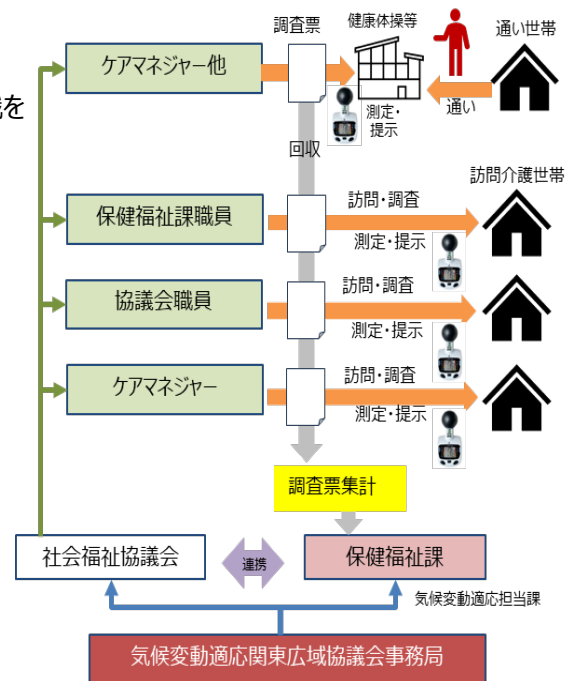 調査票
健康体操等
通い世帯
ケアマネジャー他
測定・
提示
通い
を
回収
訪問介護世帯
保健福祉課職員
訪問・調査
測定・提示
協議会職員
訪問・調査
測定・提示
ケアマネジャー
訪問・調査
測定・提示
調査票集計
社会福祉協議会
連携
保健福祉課
気候変動適応担当課
気候変動適応関東広域協議会事務局